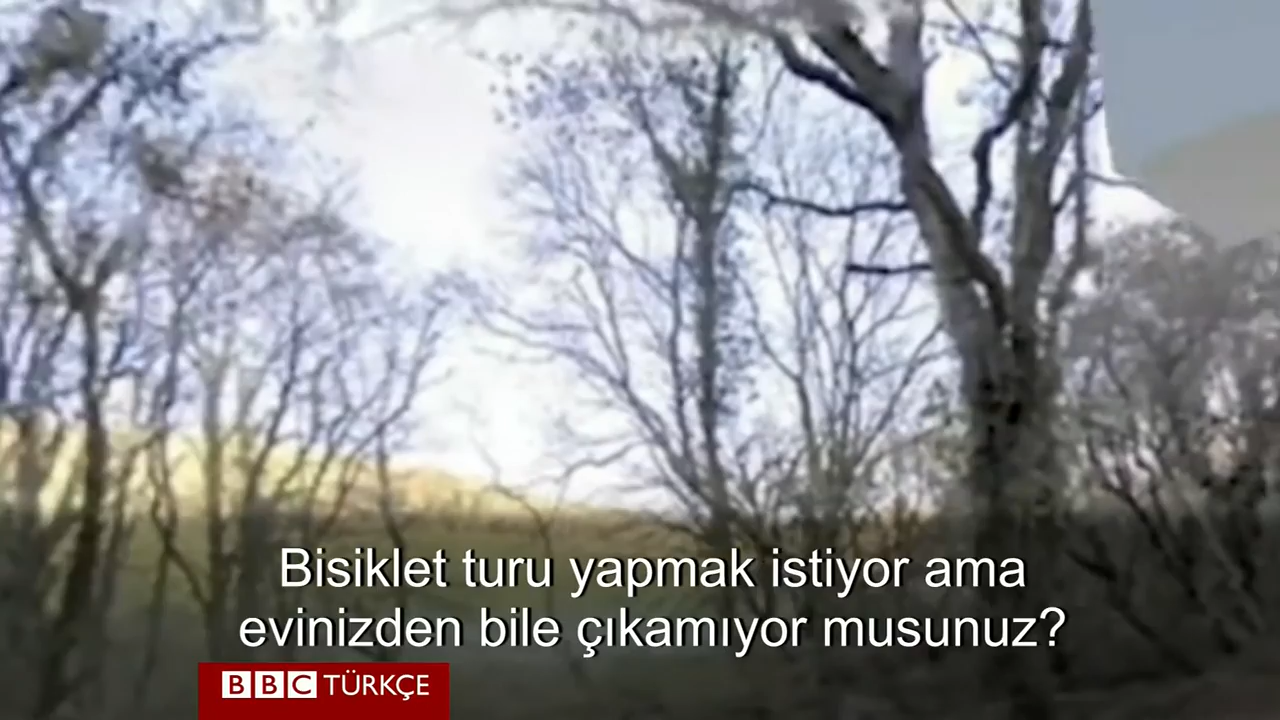 Bisiklet turu yapmak istiyor ama
evinizden bile çıkamıyor musunuz?
BBC TÜRKÇE